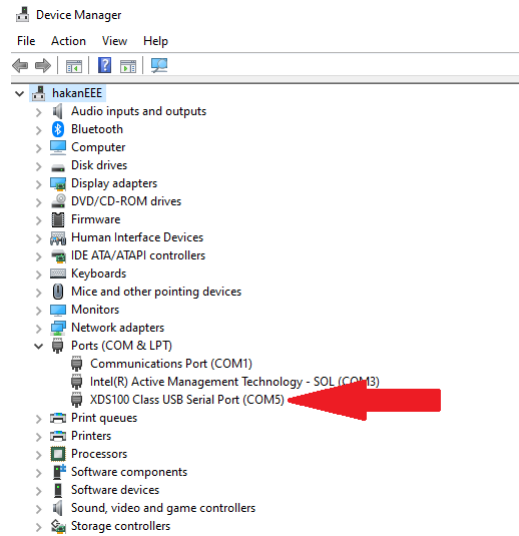 Device Manager
File Action View Help
hakanEEE
Audio inputs and outputs
Bluetooth
Computer
Disk drives
Display adapters
DVD/CD-ROM drives
Firmware
Human Interface Devices
IDE ATA/ATAPI controllers
Keyboards
Mice and other pointing devices
Monitors
Network adapters
Ports (COM & LPT)
Communications Port (COM1)
Intel(R) Active Management Technology - SOL (COM3)
XDS100 Class USB Serial Port (COM5)
Print queues
Printers
Processors
Software components
Software devices
Sound, video and game controllers
Storage controllers